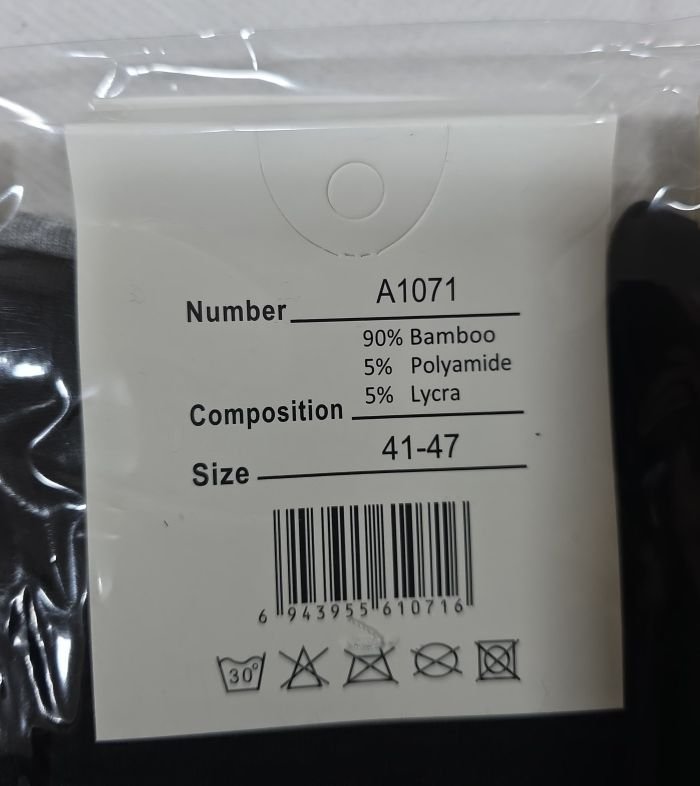 Number A1071
90% Bamboo
5% Polyamide
Composition 5% Lycra
Size 41-47
6 943955 610716
30°